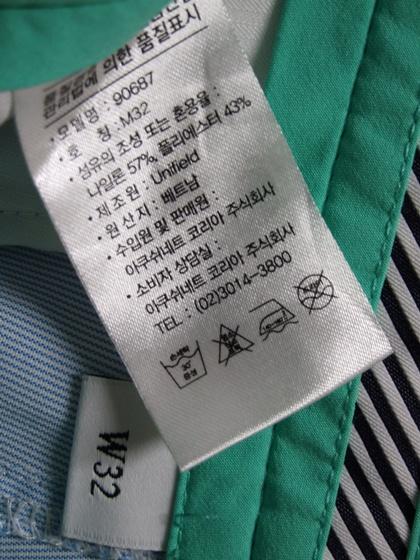 법에 의한 품질표시
• 모델명 : 90687
• 호 칭 : M32
• 섬유의 조성 또는 혼용율 :
나일론 57%, 폴리에스터 43%
• 제 조 원 : Unifield
• 원 산 지 : 베트남
• 수입원 및 판매원 :
아쿠쉬네트 코리아 주식회사
• 소비자 상담실 :
아쿠쉬네트 코리아 주식회사
TEL : (02)3014-3800
손세탁
30°
중성
W32